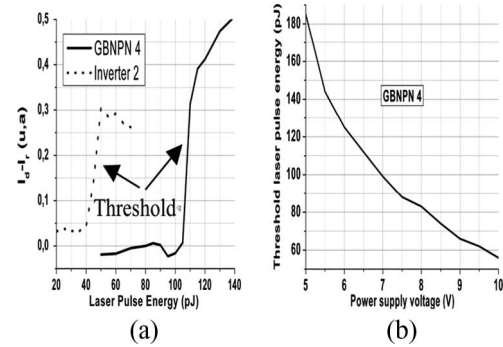 0,5
0,4
0,3
0,2
0,1
0,0
I_d-I_r (u,a)
GBNPN 4
Inverter 2
Threshold
20 40 60 80 100 120 140
Laser Pulse Energy (pJ)
(a)
Threshold laser pulse energy (pJ)
180
160
140
120
100
80
60
GBNPN 4
5 6 7 8 9 10
Power supply voltage (V)
(b)